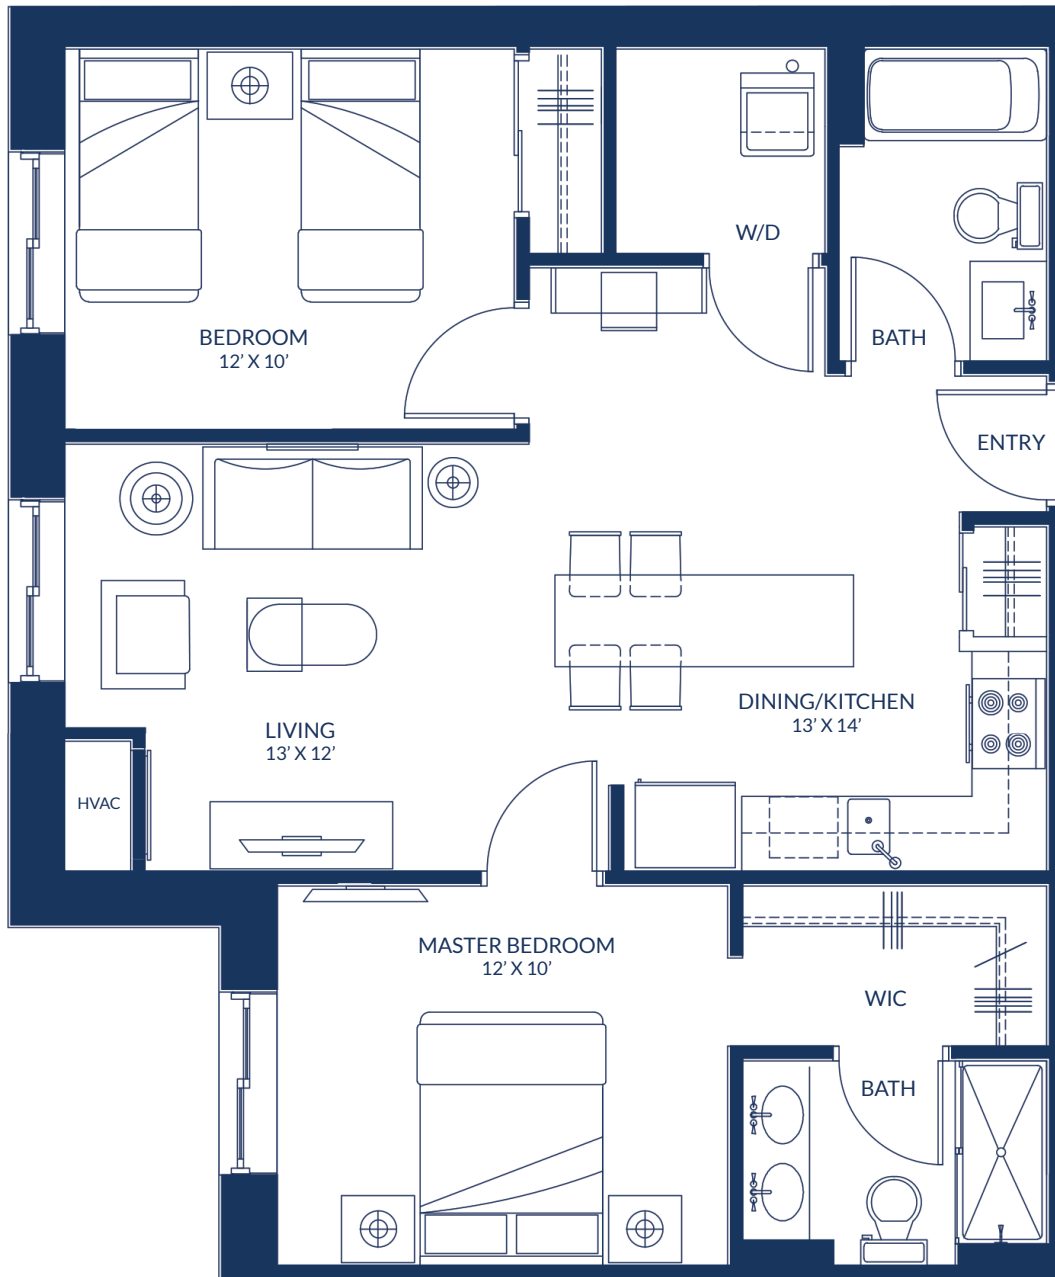 W/D
BEDROOM
12’ X 10’
BATH
ENTRY
DINING/KITCHEN
13’ X 14’
LIVING
13’ X 12’
HVAC
MASTER BEDROOM
12’ X 10’
WIC
BATH